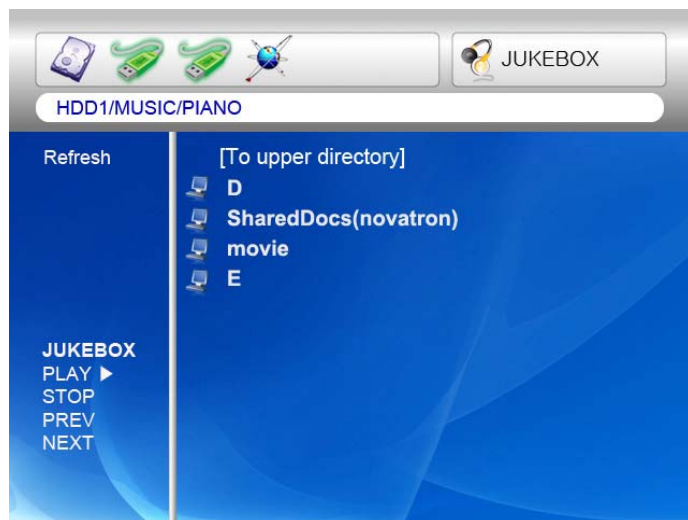 JUKEBOX
HDD1/MUSIC/PIANO
Refresh
[To upper directory]
D
SharedDocs(novatron)
movie
E
JUKEBOX
PLAY ▶
STOP
PREV
NEXT